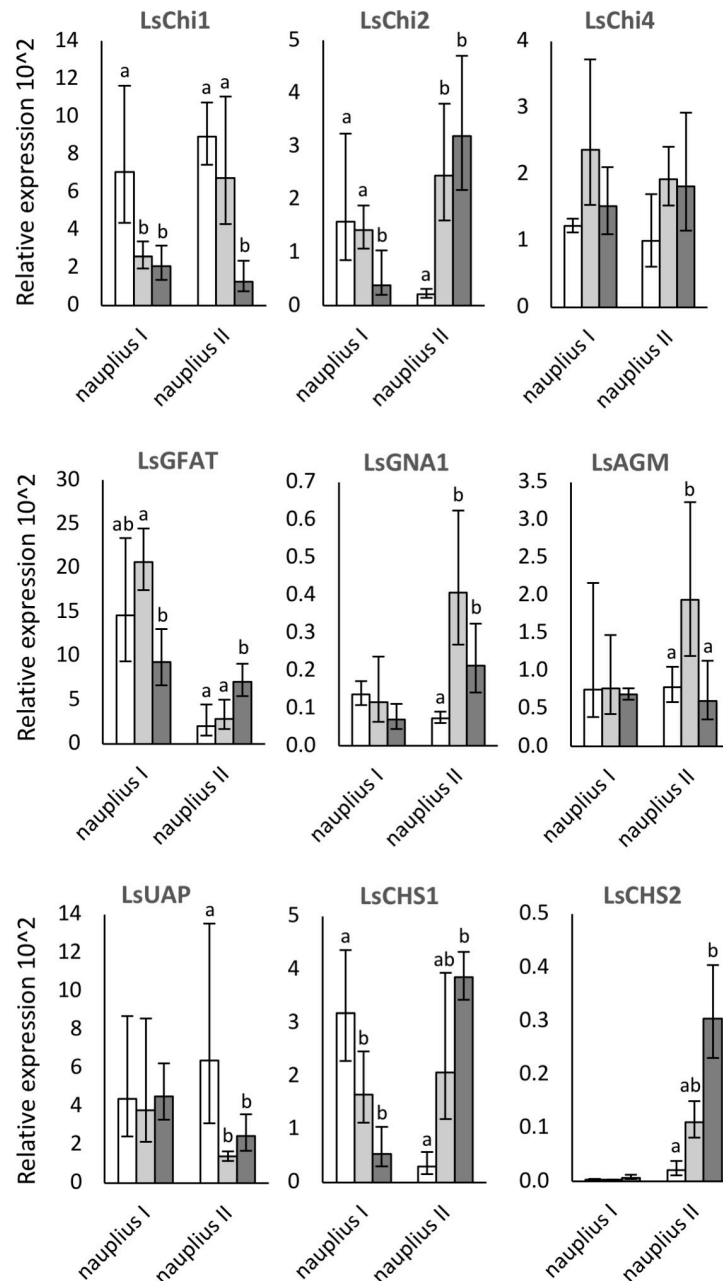 LsChi1 LsChi2 LsChi4
Relative expression 10^2
14
12
10
8
6
4
2
0
a b b a a b
nauplius I nauplius II
5
4
3
2
1
0
a a b a b b
nauplius I nauplius II
4
3
2
1
0
nauplius I nauplius II
LsGFAT LsGNA1 LsAGM
Relative expression 10^2
30
25
20
15
10
5
0
ab a b a a b
nauplius I nauplius II
0.7
0.6
0.5
0.4
0.3
0.2
0.1
0.0
a b b
nauplius I nauplius II
3.5
3.0
2.5
2.0
1.5
1.0
0.5
0.0
a b a
nauplius I nauplius II
LsUAP LsCHS1 LsCHS2
Relative expression 10^2
14
12
10
8
6
4
2
0
a b b
nauplius I nauplius II
5
4
3
2
1
0
a b b a ab b
nauplius I nauplius II
0.5
0.4
0.3
0.2
0.1
0.0
a ab b
nauplius I nauplius II